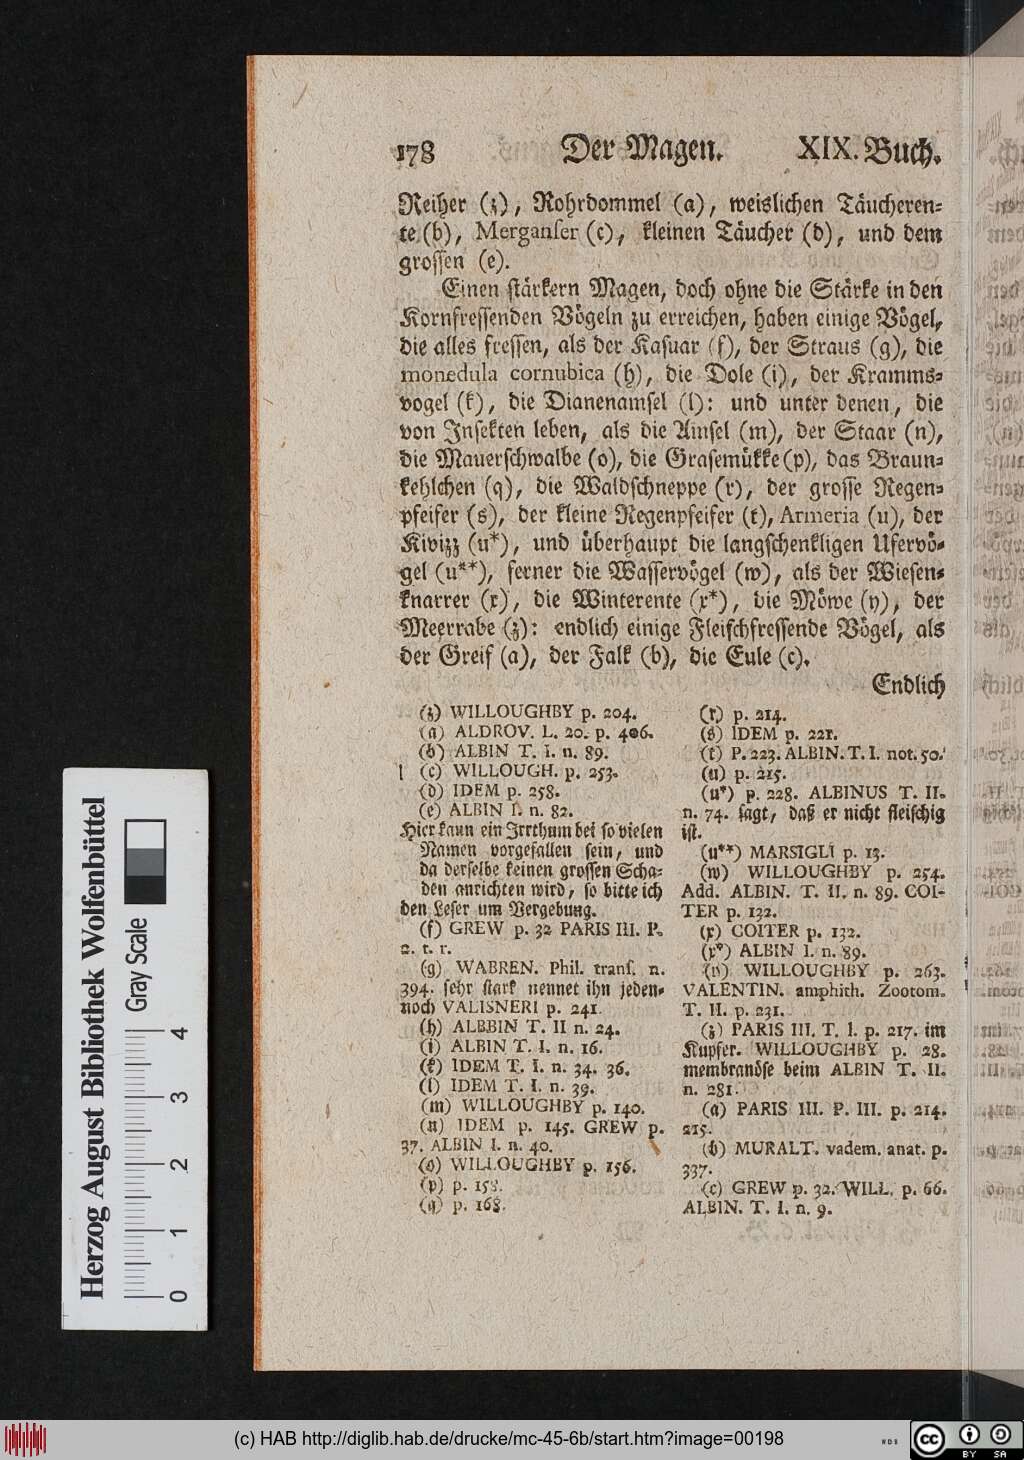 178 Der Magen. XIX. Buch.
Reiher (z), Rohrdommel (a), weislichen Täucheren=
te (b), Merganſer (c), kleinen Täucher (d), und dem
groſſen (e).
Einen ſtärkern Magen, doch ohne die Stärke in den
Kornfreſſenden Vögeln zu erreichen, haben einige Vögel,
die alles freſſen, als der Kaſuar (f), der Straus (g), die
monedula cornubica (h), die Dole (i), der Kramms=
vogel (k), die Dianenamſel (l): und unter denen, die
von Inſekten leben, als die Amſel (m), der Staar (n),
die Mauerſchwalbe (o), die Graſemükke (p), das Braun=
kehlchen (q), die Waldſchneppe (r), der groſſe Regen=
pfeifer (s), der kleine Regenpfeifer (t), Armeria (u), der
Kivizz (u*), und überhaupt die langſchenkligen Ufervö=
gel (u**), ferner die Waſſervögel (w), als der Wieſen=
knarrer (x), die Winterente (x*), die Möwe (y), der
Meerrabe (z): endlich einige Fleiſchfreſſende Vögel, als
der Greif (a), der Falk (b), die Eule (c).
Endlich
(z) WILLOUGHBY p. 204.
(a) ALDROV. L. 20. p. 406.
(b) ALBIN T. I. n. 89.
(c) WILLOUGH. p. 253.
(d) IDEM p. 258.
(e) ALBIN I. n. 82.
Hier kann ein Irrthum bei ſo vielen
Namen vorgefallen ſein, und
da derſelbe keinen groſſen Scha=
den anrichten wird, ſo bitte ich
den Leſer um Vergebung.
(f) GREW p. 32 PARIS III. P.
2. t. r.
(g) WABREN. Phil. tranſ. n.
394. ſehr ſtark nennet ihn jeden=
noch VALISNERI p. 241.
(h) ALBBIN T. II n. 24.
(i) ALBIN T. I. n. 16.
(k) IDEM T. I. n. 34. 36.
(l) IDEM T. I. n. 39.
(m) WILLOUGHBY p. 140.
(n) IDEM p. 145. GREW p.
37. ALBIN I. n. 40.
(o) WILLOUGHBY p. 156.
(p) p. 158.
(q) p. 168.
(r) p. 214.
(s) IDEM p. 221.
(t) P. 223. ALBIN. T. I. not. 50.
(u) p. 215.
(u*) p. 228. ALBINUS T. II.
n. 74. ſagt, daß er nicht fleiſchig
iſt.
(u**) MARSIGLI p. 13.
(w) WILLOUGHBY p. 254.
Add. ALBIN. T. II. n. 89. COI-
TER p. 132.
(x) COITER p. 132.
(x*) ALBIN I. n. 89.
(y) WILLOUGHBY p. 263.
VALENTIN. amphith. Zootom.
T. II. p. 231.
(z) PARIS III. T. I. p. 217. im
Kupfer. WILLOUGHBY p. 28.
membranöſe beim ALBIN T. II.
n. 281.
(a) PARIS III. P. III. p. 214.
215.
(b) MURALT. vadem. anat. p.
337.
(c) GREW p. 32. WILL. p. 66.
ALBIN. T. I. n. 9.
Herzog August Bibliothek Wolfenbüttel
Gray Scale
0 1 2 3 4
(c) HAB http://diglib.hab.de/drucke/mc-45-6b/start.htm?image=00198
WDB
cc BY SA